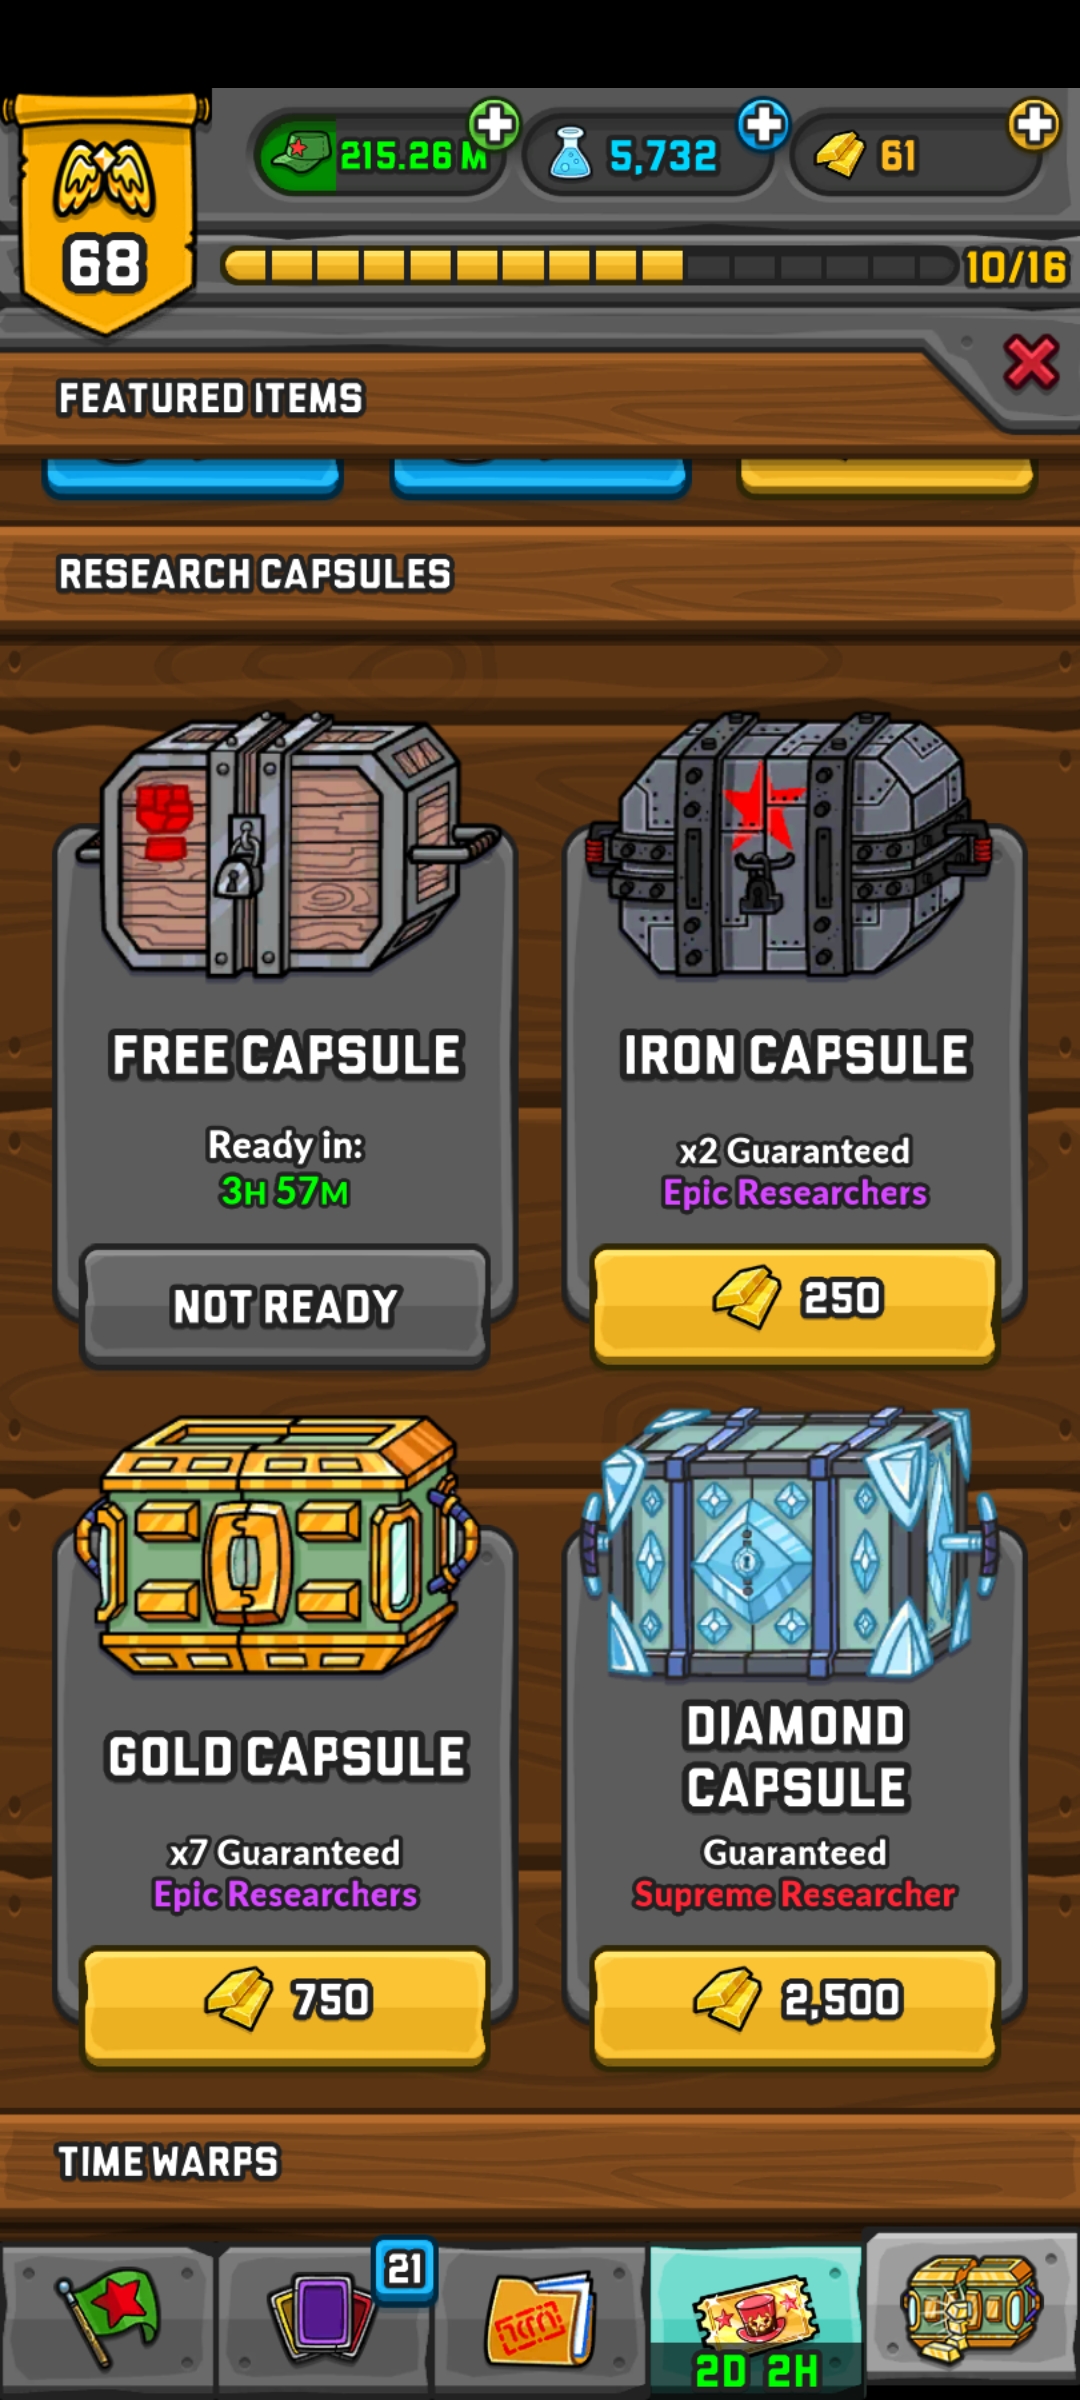 215.26 M
5,732
61
68
10/16
FEATURED ITEMS
RESEARCH CAPSULES
FREE CAPSULE
Ready in:
3H 57M
NOT READY
IRON CAPSULE
x2 Guaranteed
Epic Researchers
250
GOLD CAPSULE
x7 Guaranteed
Epic Researchers
750
DIAMOND
CAPSULE
Guaranteed
Supreme Researcher
2,500
TIME WARPS
21
2D 2H